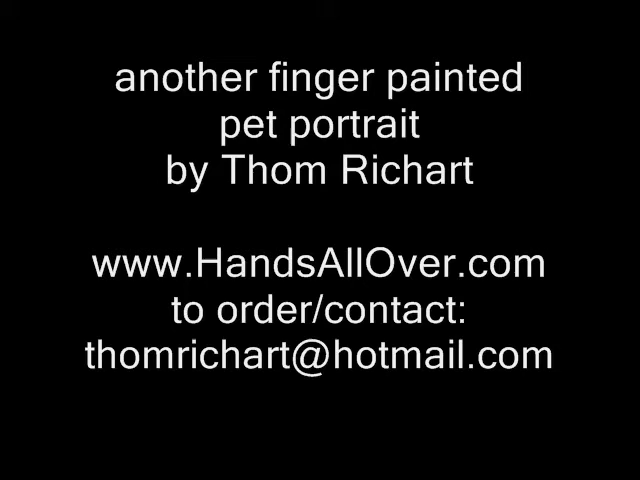 another finger painted
pet portrait
by Thom Richart
www.HandsAllOver.com
to order/contact:
thomrichart@hotmail.com